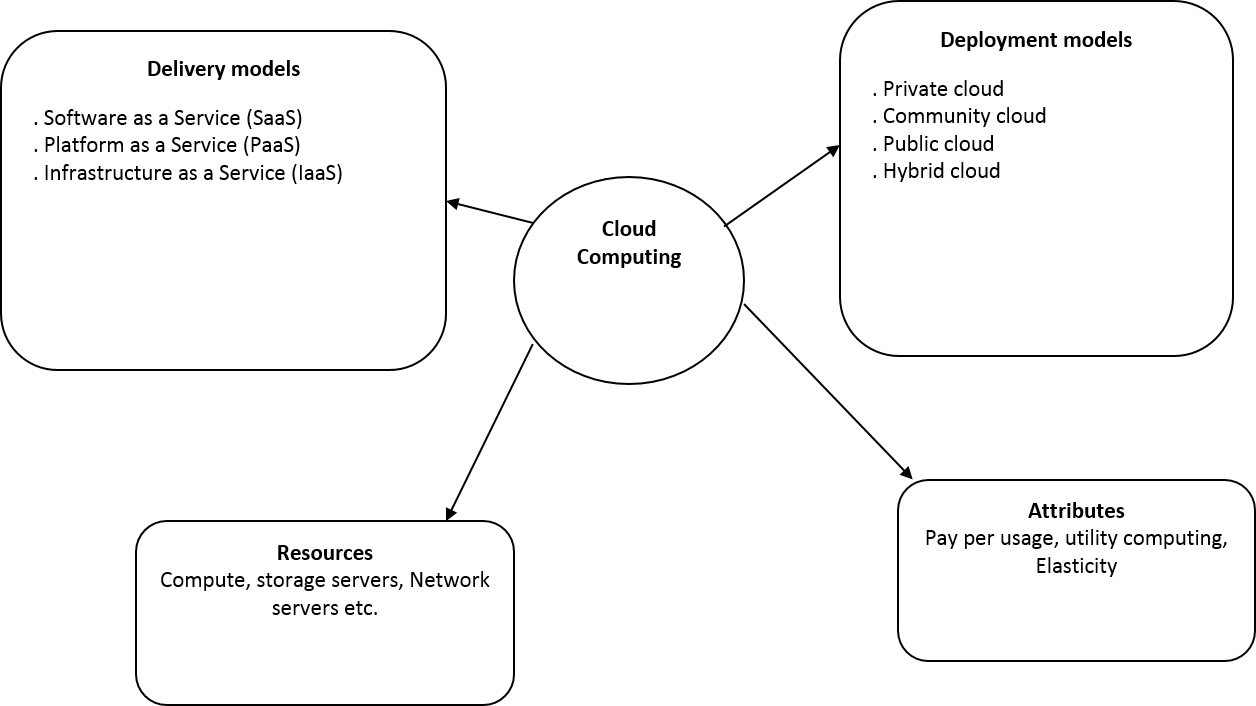 Delivery models
. Software as a Service (SaaS)
. Platform as a Service (PaaS)
. Infrastructure as a Service (IaaS)
Deployment models
. Private cloud
. Community cloud
. Public cloud
. Hybrid cloud
Cloud
Computing
Resources
Compute, storage servers, Network
servers etc.
Attributes
Pay per usage, utility computing,
Elasticity